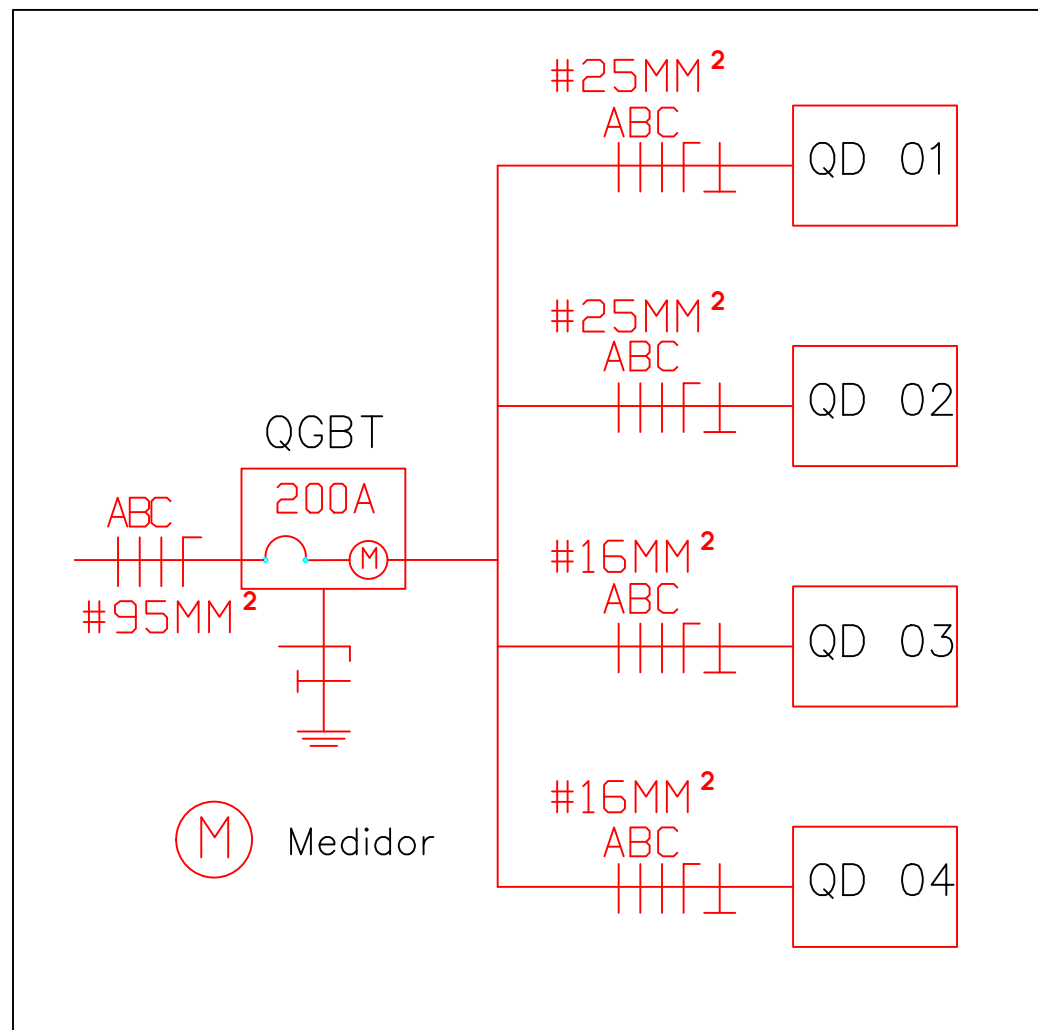 #25MM²
ABC
QD 01
#25MM²
ABC
QD 02
QGBT
200A
ABC
M
#95MM²
#16MM²
ABC
QD 03
#16MM²
ABC
QD 04
M Medidor